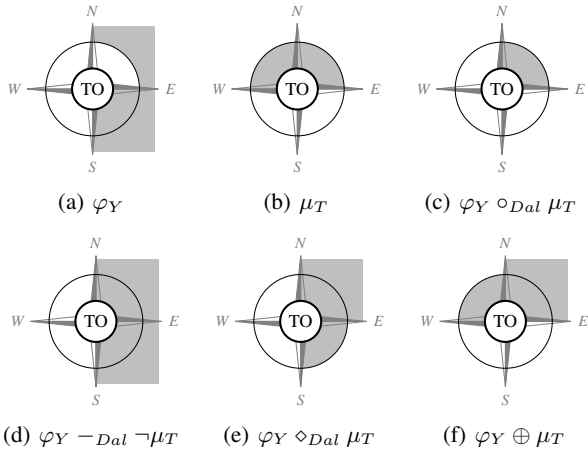 N N N
W TO E W TO E W TO E
S S S
(a) φ_Y (b) μ_T (c) φ_Y ∘_Dal μ_T
N N N
W TO E W TO E W TO E
S S S
(d) φ_Y −_Dal ¬μ_T (e) φ_Y ⋄_Dal μ_T (f) φ_Y ⊕ μ_T